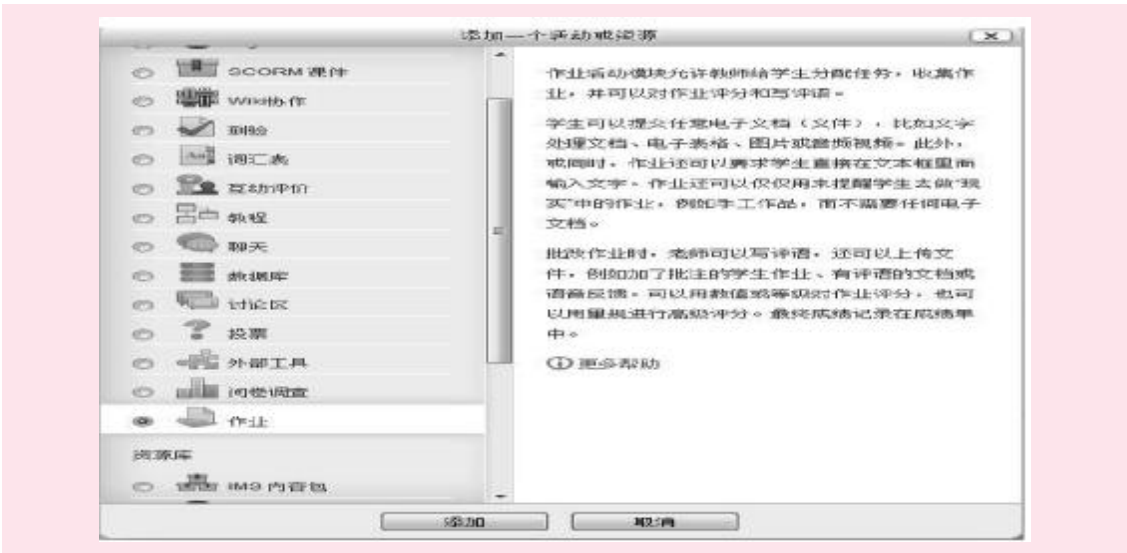 添加一个活动或资源
SCORM 课件
Wiki协作
测验
词汇表
互动评价
教程
聊天
数据库
讨论区
投票
外部工具
问卷调查
作业
资源库
IMS 内容包
作业活动模块允许教师给学生分配任务，收集作
业，并可以对作业评分和写评语。
学生可以提交任意电子文档（文件），比如文字
处理文档、电子表格、图片或音频视频。此外，
或同时，作业还可以要求学生直接在文本框里面
输入文字。作业还可以仅仅用来提醒学生去做“现
实”中的作业，例如手工作品，而不需要任何电子
文档。
批改作业时，老师可以写评语，还可以上传文
件，例如加了批注的学生作业、有评语的文档或
语音反馈。可以用数值或等级对作业评分，也可
以用量规进行高级评分。最终成绩记录在成绩单
中。
更多帮助
添加
取消